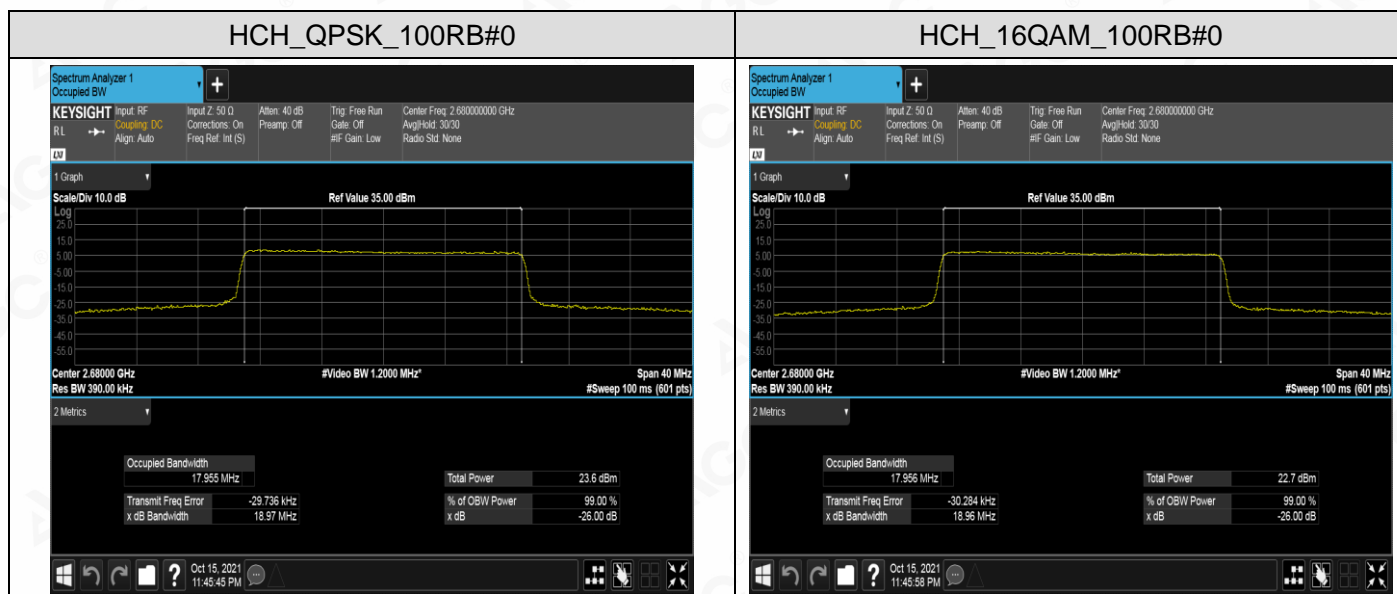 HCH_QPSK_100RB#0
Spectrum Analyzer 1
Occupied BW
+
KEYSIGHT
RL
Input: RF
Coupling: DC
Align: Auto
Input Z: 50 Ω
Corrections: On
Freq Ref: Int (S)
Atten: 40 dB
Preamp: Off
Trig: Free Run
Gate: Off
#IF Gain: Low
Center Freq: 2.680000000 GHz
Avg|Hold: 30/30
Radio Std: None
1 Graph
Scale/Div 10.0 dB
Ref Value 35.00 dBm
Log
25.0
15.0
5.00
-5.00
-15.0
-25.0
-35.0
-45.0
-55.0
Center 2.68000 GHz
#Video BW 1.2000 MHz*
Span 40 MHz
Res BW 390.00 kHz
#Sweep 100 ms (601 pts)
2 Metrics
Occupied Bandwidth
17.955 MHz
Total Power 23.6 dBm
Transmit Freq Error -29.736 kHz
% of OBW Power 99.00 %
x dB Bandwidth 18.97 MHz
x dB -26.00 dB
?
Oct 15, 2021
11:45:45 PM
HCH_16QAM_100RB#0
Spectrum Analyzer 1
Occupied BW
+
KEYSIGHT
RL
Input: RF
Coupling: DC
Align: Auto
Input Z: 50 Ω
Corrections: On
Freq Ref: Int (S)
Atten: 40 dB
Preamp: Off
Trig: Free Run
Gate: Off
#IF Gain: Low
Center Freq: 2.680000000 GHz
Avg|Hold: 30/30
Radio Std: None
1 Graph
Scale/Div 10.0 dB
Ref Value 35.00 dBm
Log
25.0
15.0
5.00
-5.00
-15.0
-25.0
-35.0
-45.0
-55.0
Center 2.68000 GHz
#Video BW 1.2000 MHz*
Span 40 MHz
Res BW 390.00 kHz
#Sweep 100 ms (601 pts)
2 Metrics
Occupied Bandwidth
17.956 MHz
Total Power 22.7 dBm
Transmit Freq Error -30.284 kHz
% of OBW Power 99.00 %
x dB Bandwidth 18.96 MHz
x dB -26.00 dB
?
Oct 15, 2021
11:45:58 PM